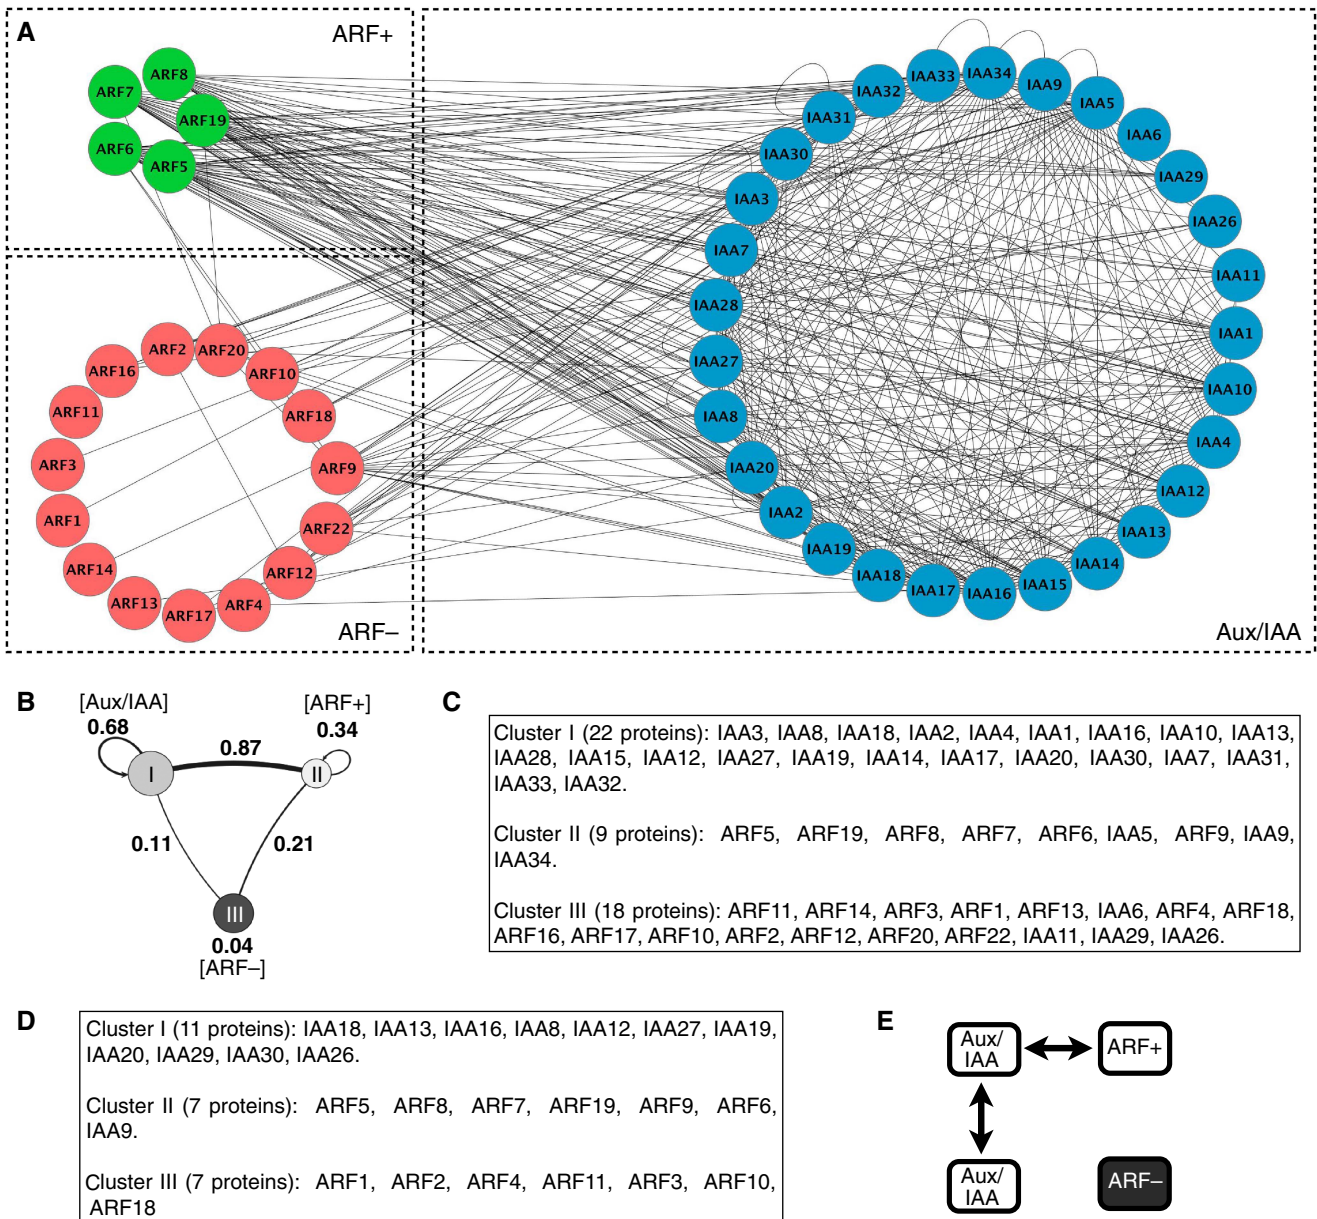 A
ARF+
ARF8
ARF7
ARF19
ARF6
ARF5
ARF2
ARF20
ARF16
ARF10
ARF11
ARF18
ARF3
ARF9
ARF1
ARF22
ARF14
ARF12
ARF13
ARF17
ARF4
ARF–
IAA33
IAA34
IAA9
IAA32
IAA5
IAA31
IAA6
IAA30
IAA29
IAA3
IAA26
IAA7
IAA11
IAA28
IAA1
IAA27
IAA10
IAA8
IAA4
IAA20
IAA12
IAA2
IAA13
IAA19
IAA14
IAA18
IAA15
IAA17
IAA16
Aux/IAA
B
[Aux/IAA]
0.68
[ARF+]
0.34
0.87
I
II
0.11
0.21
III
0.04
[ARF–]
C
Cluster I (22 proteins): IAA3, IAA8, IAA18, IAA2, IAA4, IAA1, IAA16, IAA10, IAA13,
IAA28, IAA15, IAA12, IAA27, IAA19, IAA14, IAA17, IAA20, IAA30, IAA7, IAA31,
IAA33, IAA32.
Cluster II (9 proteins): ARF5, ARF19, ARF8, ARF7, ARF6, IAA5, ARF9, IAA9,
IAA34.
Cluster III (18 proteins): ARF11, ARF14, ARF3, ARF1, ARF13, IAA6, ARF4, ARF18,
ARF16, ARF17, ARF10, ARF2, ARF12, ARF20, ARF22, IAA11, IAA29, IAA26.
D
Cluster I (11 proteins): IAA18, IAA13, IAA16, IAA8, IAA12, IAA27, IAA19,
IAA20, IAA29, IAA30, IAA26.
Cluster II (7 proteins): ARF5, ARF8, ARF7, ARF19, ARF9, ARF6,
IAA9.
Cluster III (7 proteins): ARF1, ARF2, ARF4, ARF11, ARF3, ARF10,
ARF18
E
Aux/
IAA
ARF+
Aux/
IAA
ARF–